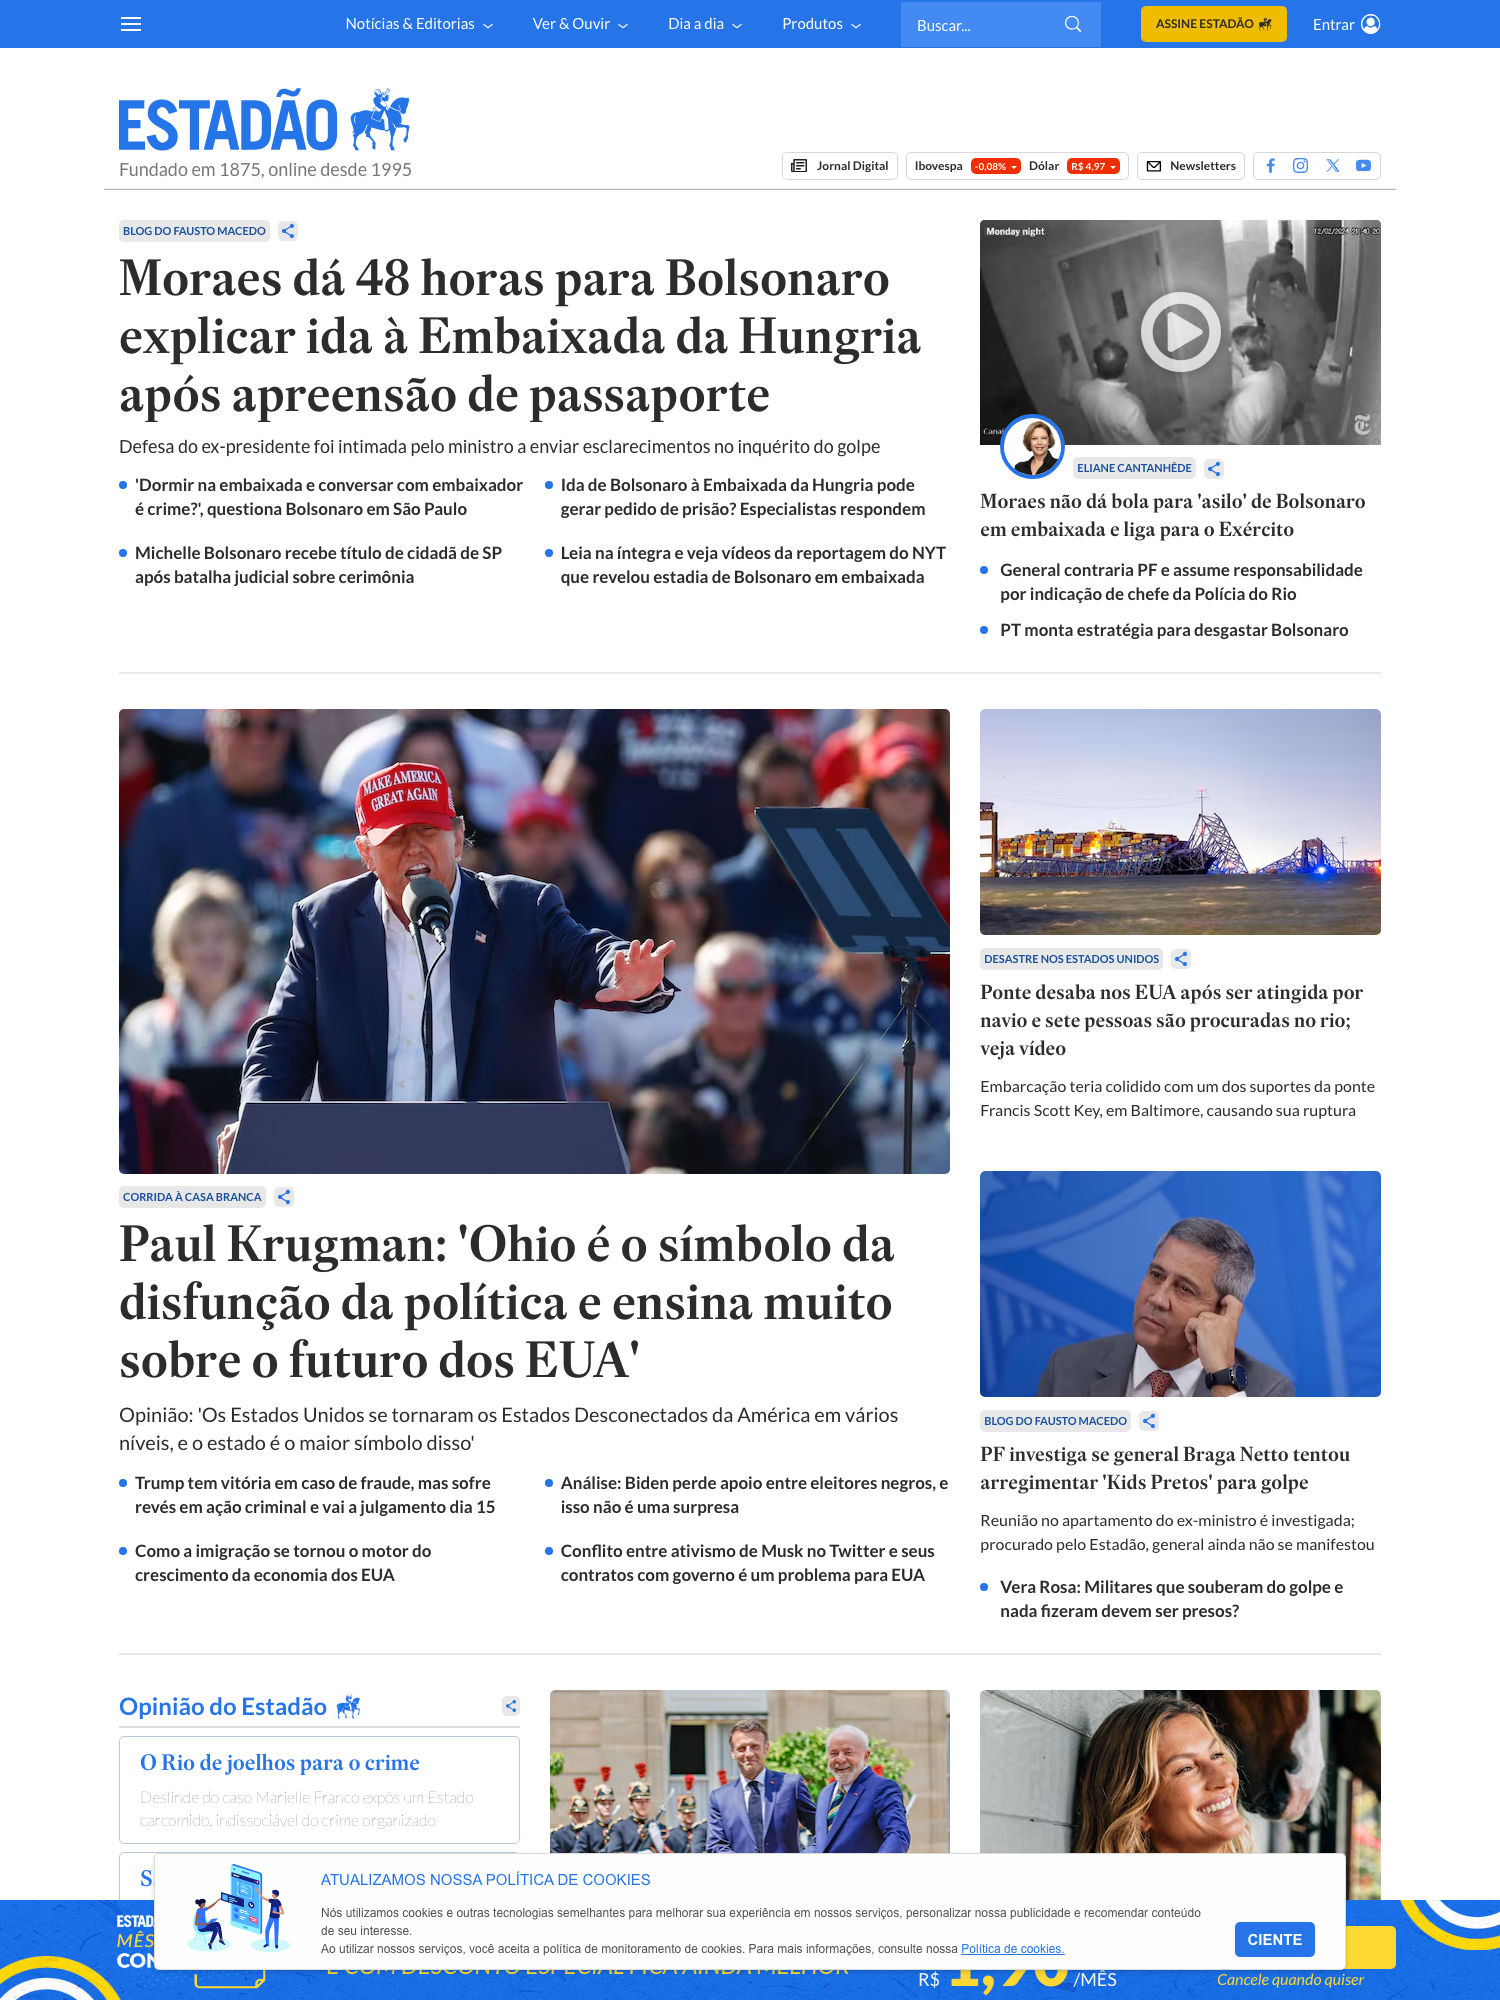 Notícias & Editorias
Ver & Ouvir
Dia a dia
Produtos
Buscar...
ASSINE ESTADÃO
Entrar
ESTADÃO
Fundado em 1875, online desde 1995
Jornal Digital
Ibovespa
-0,08%
Dólar
R$ 4,97
Newsletters
BLOG DO FAUSTO MACEDO
Moraes dá 48 horas para Bolsonaro
explicar ida à Embaixada da Hungria
após apreensão de passaporte
Defesa do ex-presidente foi intimada pelo ministro a enviar esclarecimentos no inquérito do golpe
'Dormir na embaixada e conversar com embaixador
é crime?', questiona Bolsonaro em São Paulo
Michelle Bolsonaro recebe título de cidadã de SP
após batalha judicial sobre cerimônia
Ida de Bolsonaro à Embaixada da Hungria pode
gerar pedido de prisão? Especialistas respondem
Leia na íntegra e veja vídeos da reportagem do NYT
que revelou estadia de Bolsonaro em embaixada
Monday night
12/02/2024 21:40:20
ELIANE CANTANHÊDE
Moraes não dá bola para 'asilo' de Bolsonaro
em embaixada e liga para o Exército
General contraria PF e assume responsabilidade
por indicação de chefe da Polícia do Rio
PT monta estratégia para desgastar Bolsonaro
MAKE AMERICA
GREAT AGAIN
CORRIDA À CASA BRANCA
Paul Krugman: 'Ohio é o símbolo da
disfunção da política e ensina muito
sobre o futuro dos EUA'
Opinião: 'Os Estados Unidos se tornaram os Estados Desconectados da América em vários
níveis, e o estado é o maior símbolo disso'
Trump tem vitória em caso de fraude, mas sofre
revés em ação criminal e vai a julgamento dia 15
Como a imigração se tornou o motor do
crescimento da economia dos EUA
Análise: Biden perde apoio entre eleitores negros, e
isso não é uma surpresa
Conflito entre ativismo de Musk no Twitter e seus
contratos com governo é um problema para EUA
DESASTRE NOS ESTADOS UNIDOS
Ponte desaba nos EUA após ser atingida por
navio e sete pessoas são procuradas no rio;
veja vídeo
Embarcação teria colidido com um dos suportes da ponte
Francis Scott Key, em Baltimore, causando sua ruptura
BLOG DO FAUSTO MACEDO
PF investiga se general Braga Netto tentou
arregimentar 'Kids Pretos' para golpe
Reunião no apartamento do ex-ministro é investigada;
procurado pelo Estadão, general ainda não se manifestou
Vera Rosa: Militares que souberam do golpe e
nada fizeram devem ser presos?
Opinião do Estadão
O Rio de joelhos para o crime
Deslinde do caso Marielle Franco expôs um Estado
carcomido, indissociável do crime organizado
ATUALIZAMOS NOSSA POLÍTICA DE COOKIES
Nós utilizamos cookies e outras tecnologias semelhantes para melhorar sua experiência em nossos serviços, personalizar nossa publicidade e recomendar conteúdo
de seu interesse.
Ao utilizar nossos serviços, você aceita a política de monitoramento de cookies. Para mais informações, consulte nossa Política de cookies.
CIENTE
MÊS
R$ 1,90 /MÊS
Cancele quando quiser